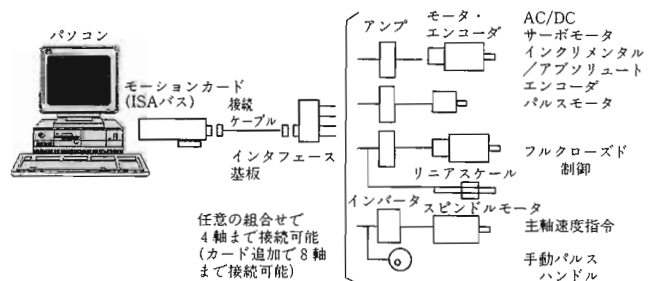 パソコン
モーションカード
(ISAバス)
接続
ケーブル
インタフェース
基板
任意の組合せで
4軸まで接続可能
(カード追加で8軸
まで接続可能)
アンプ
モータ・
エンコーダ
AC/DC
サーボモータ
インクリメンタル
/アブソリュート
エンコーダ
パルスモータ
フルクローズド
制御
リニアスケール
インバータ
スピンドルモータ
主軸速度指令
手動パルス
ハンドル